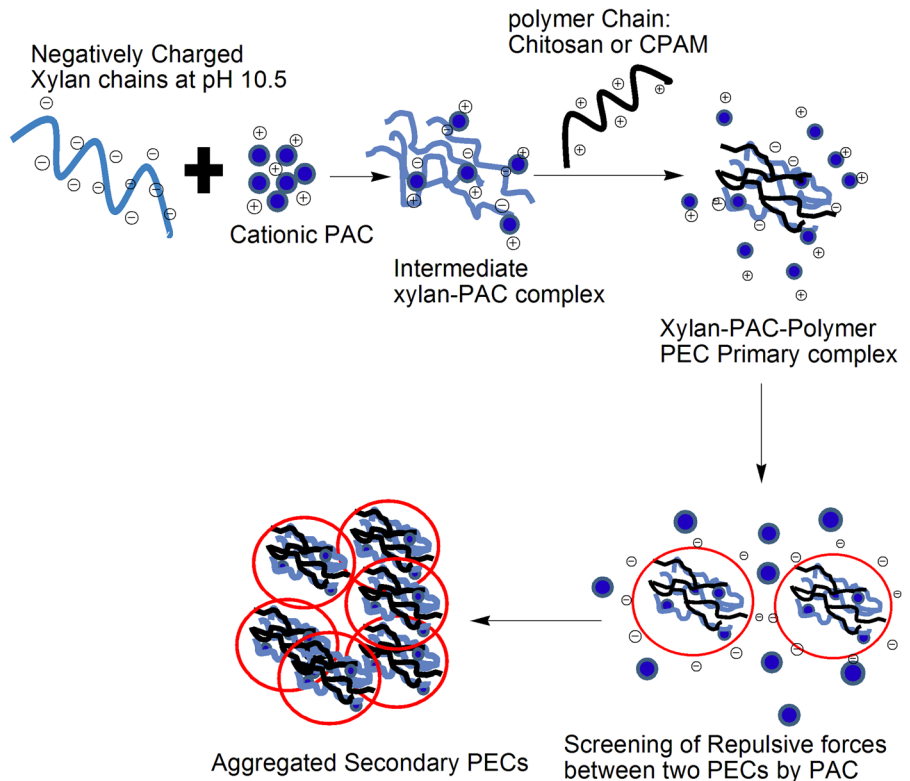 Negatively Charged
Xylan chains at pH 10.5
Cationic PAC
Intermediate
xylan-PAC complex
polymer Chain:
Chitosan or CPAM
Xylan-PAC-Polymer
PEC Primary complex
Screening of Repulsive forces
between two PECs by PAC
Aggregated Secondary PECs